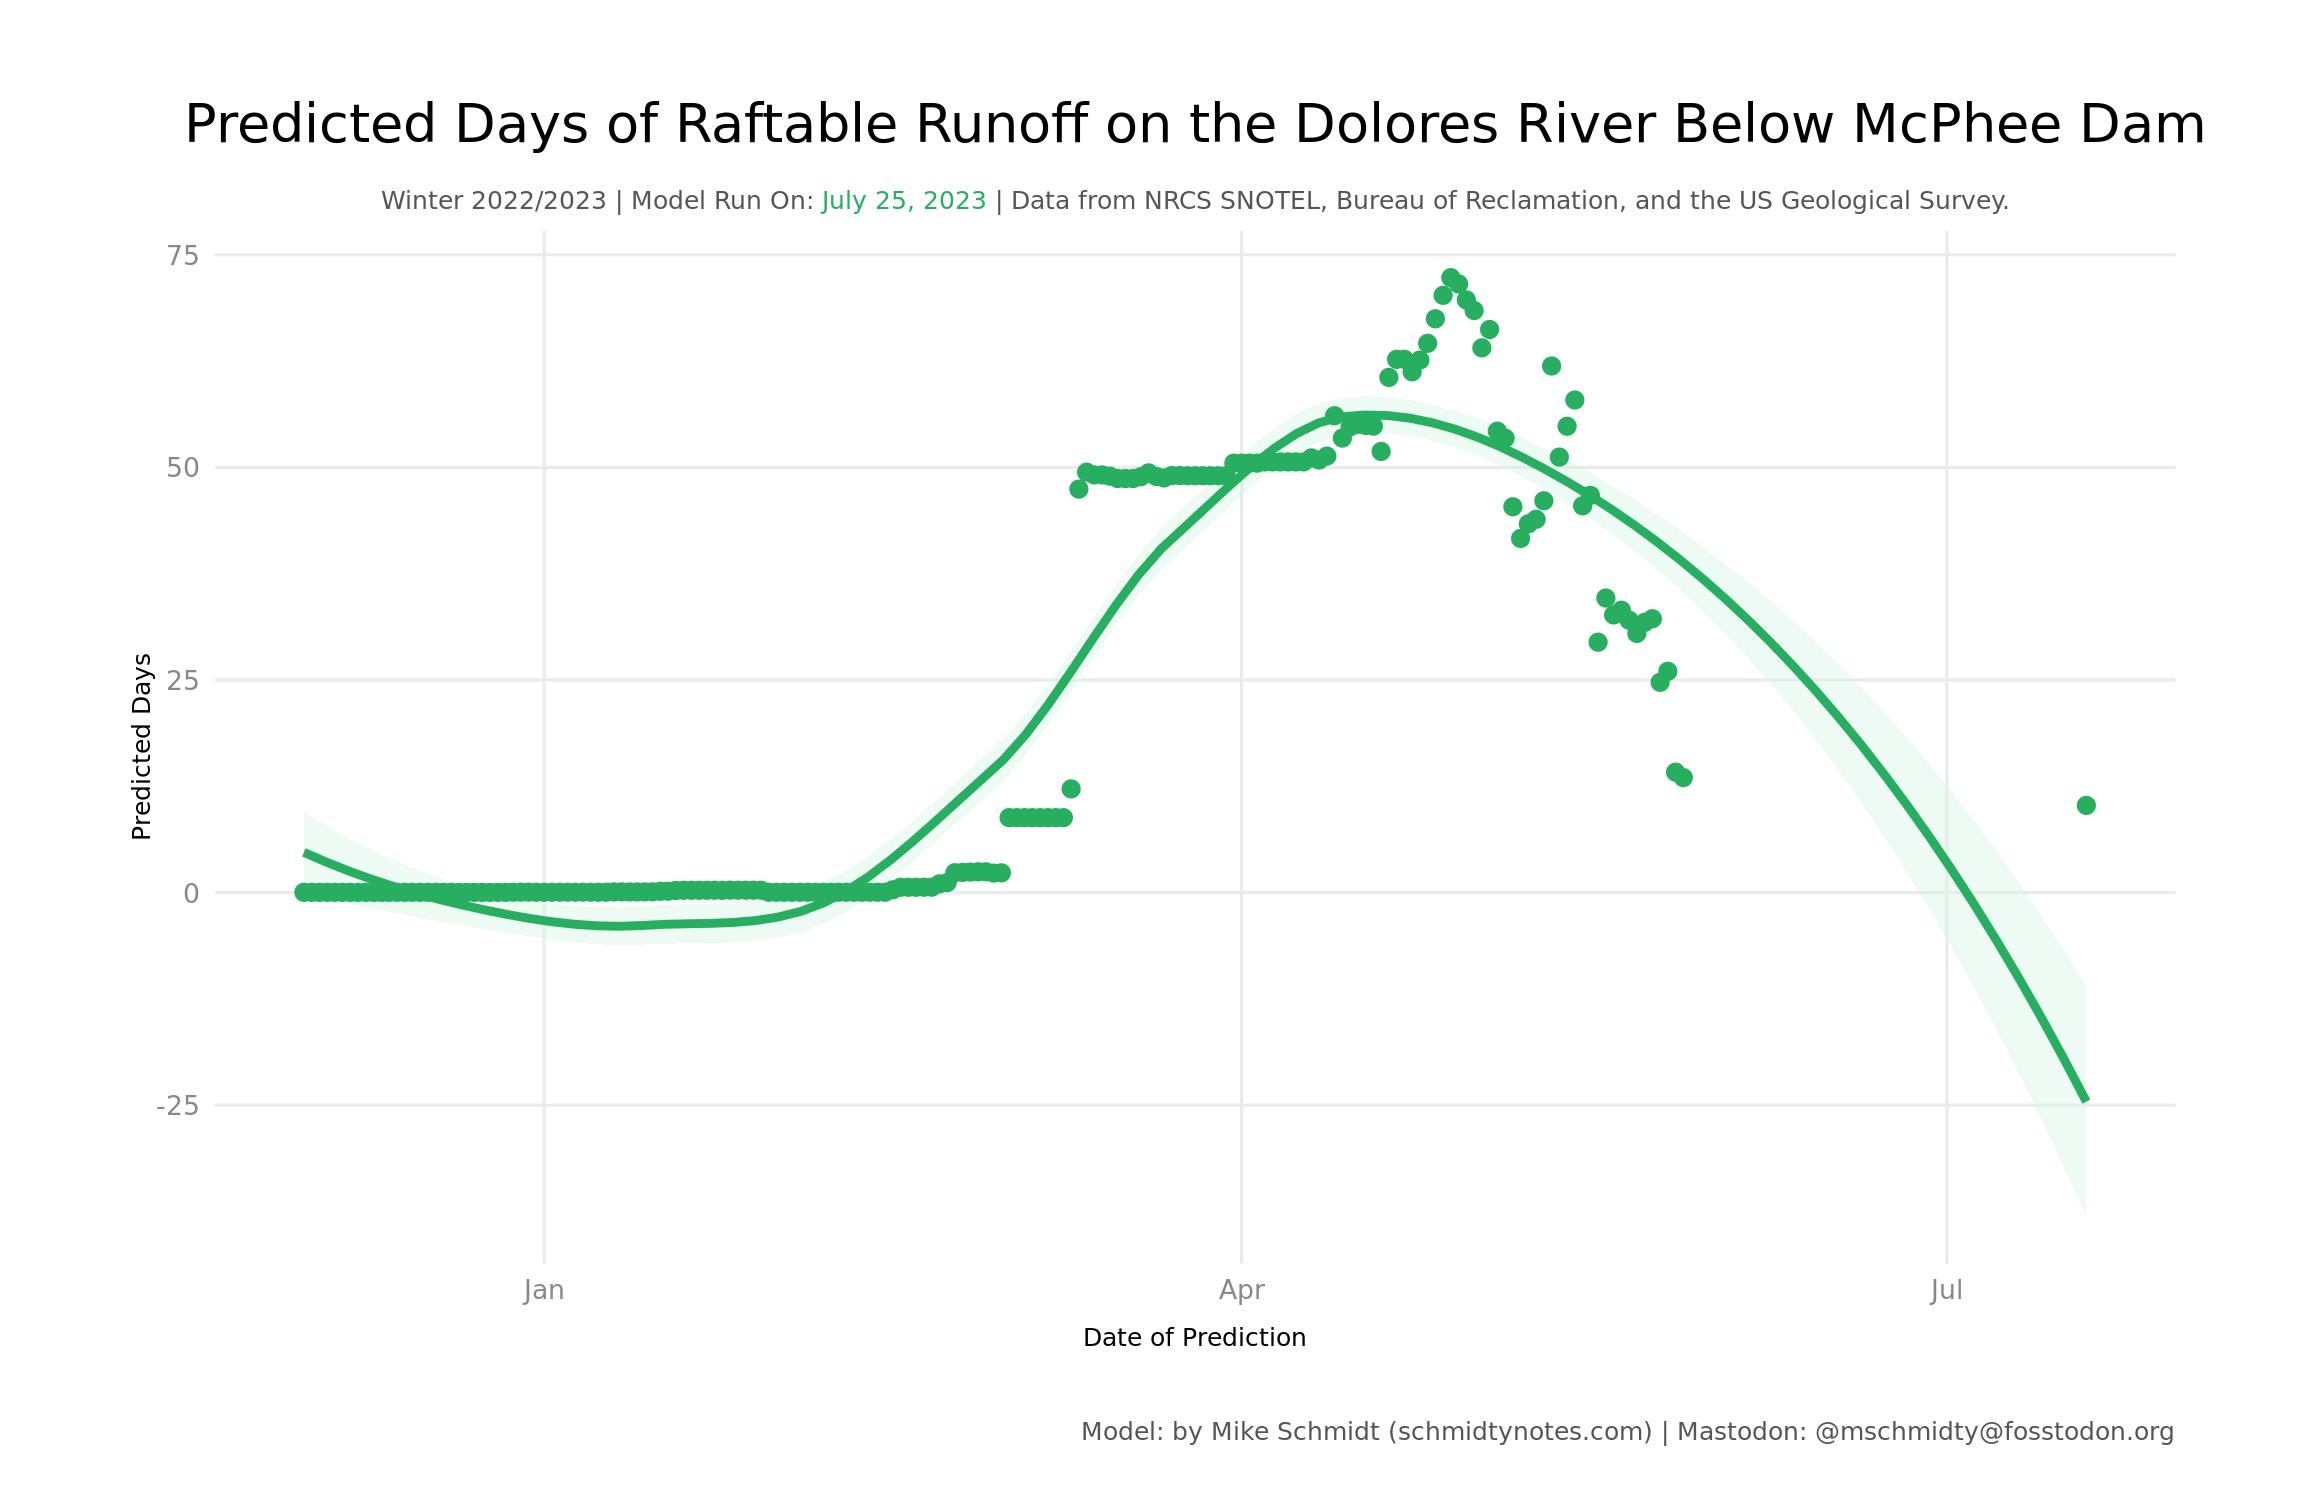 Predicted Days of Raftable Runoff on the Dolores River Below McPhee Dam
Winter 2022/2023 | Model Run On: July 25, 2023 | Data from NRCS SNOTEL, Bureau of Reclamation, and the US Geological Survey.
75
50
25
0
-25
Predicted Days
Jan
Apr
Jul
Date of Prediction
Model: by Mike Schmidt (schmidtynotes.com) | Mastodon: @mschmidty@fosstodon.org